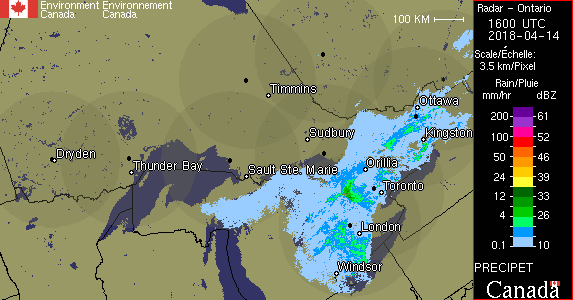 Environment Environnement
Canada Canada
100 KM
Timmins
Ottawa
Sudbury
Kingston
Dryden
Thunder Bay
Sault Ste. Marie
Orillia
Toronto
London
Windsor
Radar - Ontario
1600 UTC
2018-04-14
Scale/Échelle:
3.5 km/Pixel
Rain/Pluie
mm/hr dBZ
200 61
100 52
50 46
24 39
12 33
4 26
0.1 10
PRECIPET
Canada